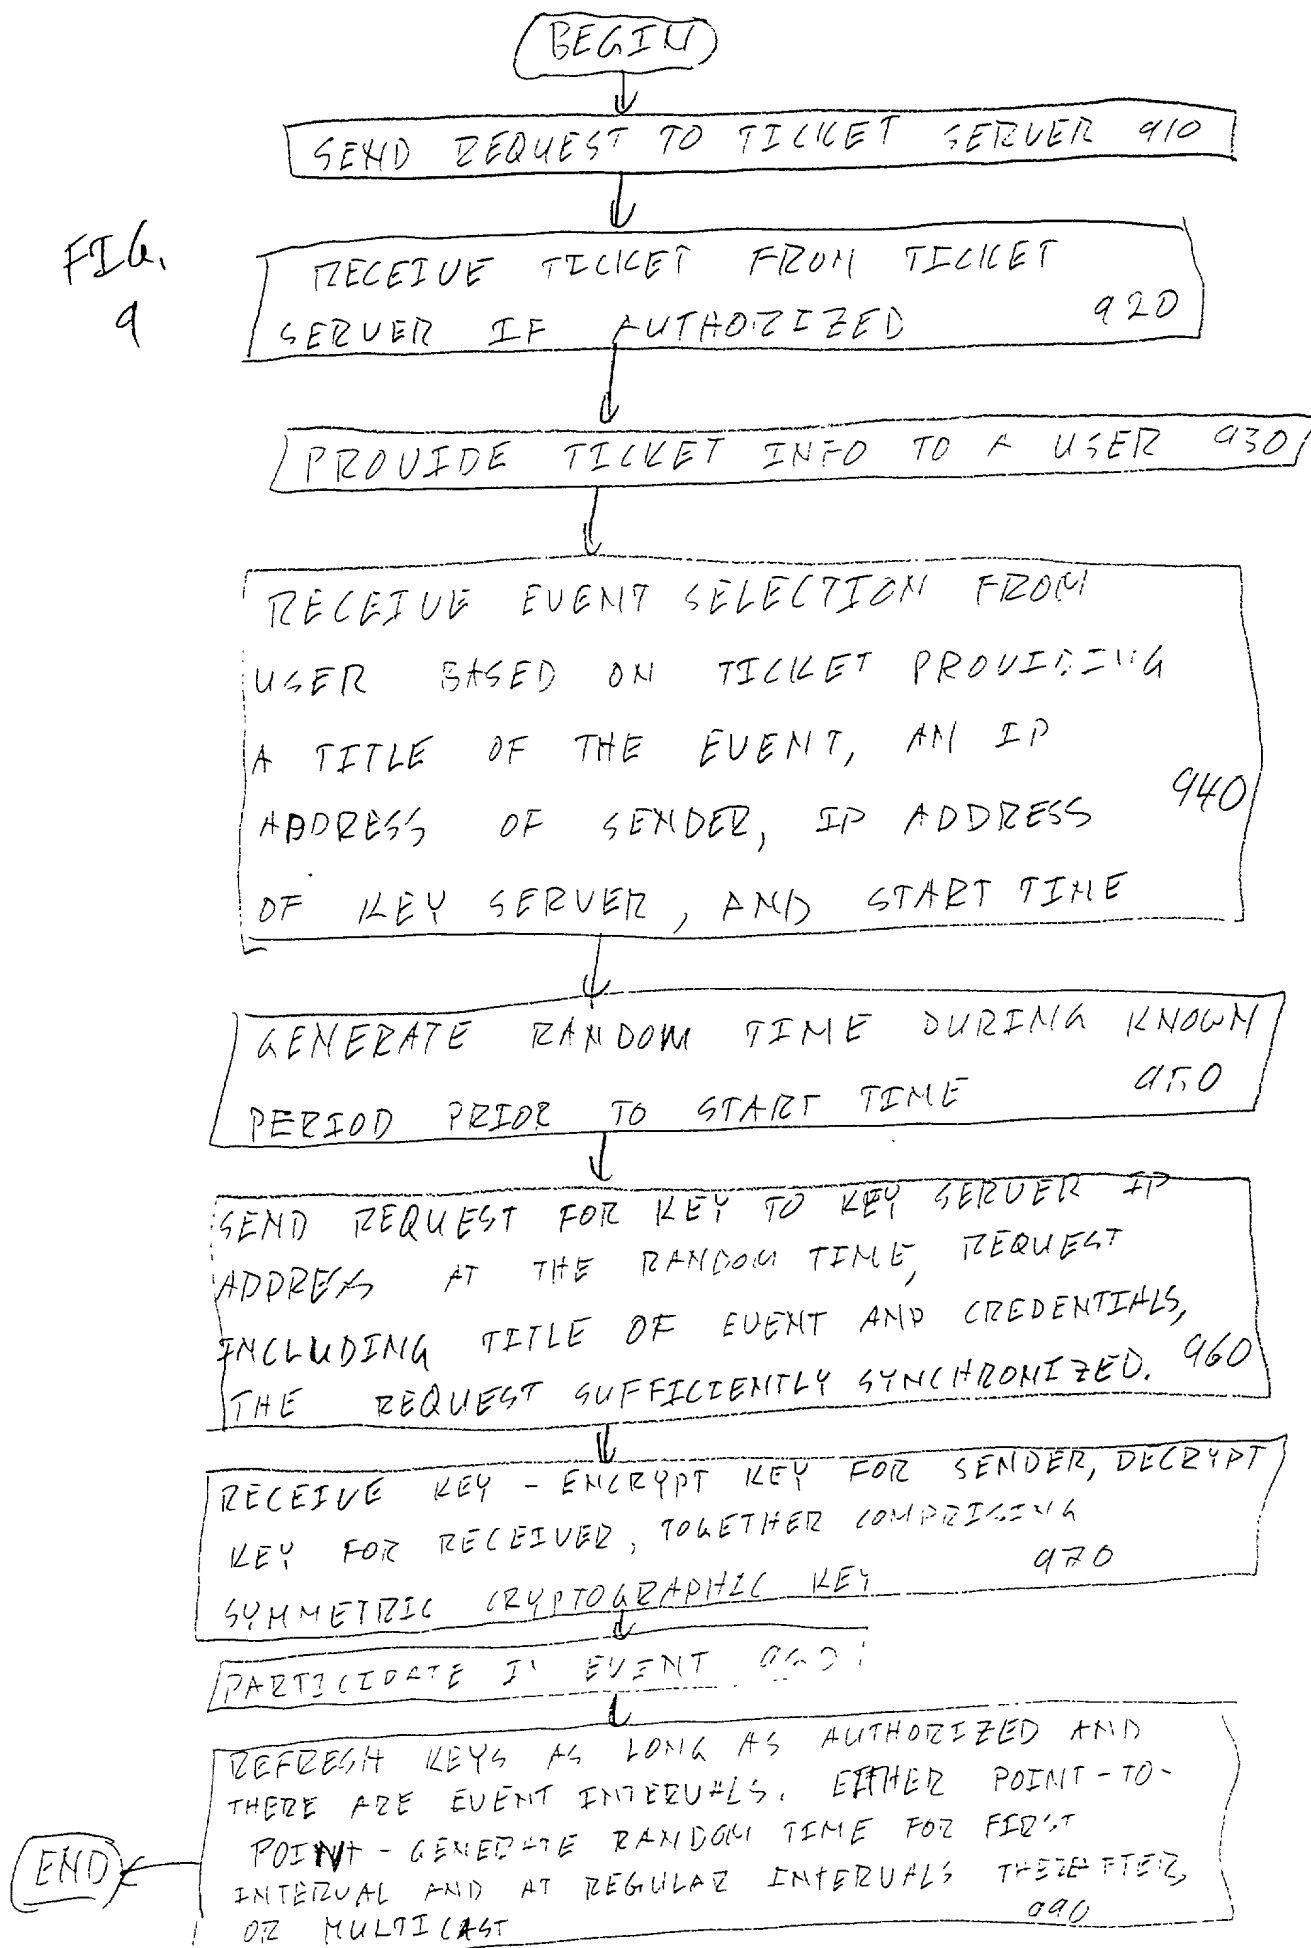 BEGIN
SEND REQUEST TO TICKET SERVER 910
FIG.
9
RECEIVE TICKET FROM TICKET
SERVER IF AUTHORIZED 920
PROVIDE TICKET INFO TO A USER 930
RECEIVE EVENT SELECTION FROM
USER BASED ON TICKET PROVIDING
A TITLE OF THE EVENT, AN IP
ADDRESS OF SENDER, IP ADDRESS 940
OF KEY SERVER, AND START TIME
GENERATE RANDOM TIME DURING KNOWN
PERIOD PRIOR TO START TIME 950
SEND REQUEST FOR KEY TO KEY SERVER IP
ADDRESS AT THE RANDOM TIME, REQUEST
INCLUDING TITLE OF EVENT AND CREDENTIALS,
THE REQUEST SUFFICIENTLY SYNCHRONIZED. 960
RECEIVE KEY - ENCRYPT KEY FOR SENDER, DECRYPT
KEY FOR RECEIVER, TOGETHER COMPRISING
SYMMETRIC CRYPTOGRAPHIC KEY 970
PARTICIPATE IN EVENT
REFRESH KEYS AS LONG AS AUTHORIZED AND
THERE ARE EVENT INTERVALS. EITHER POINT-TO-
POINT - GENERATE RANDOM TIME FOR FIRST
INTERVAL AND AT REGULAR INTERVALS THEREAFTER,
OR MULTICAST 990
END